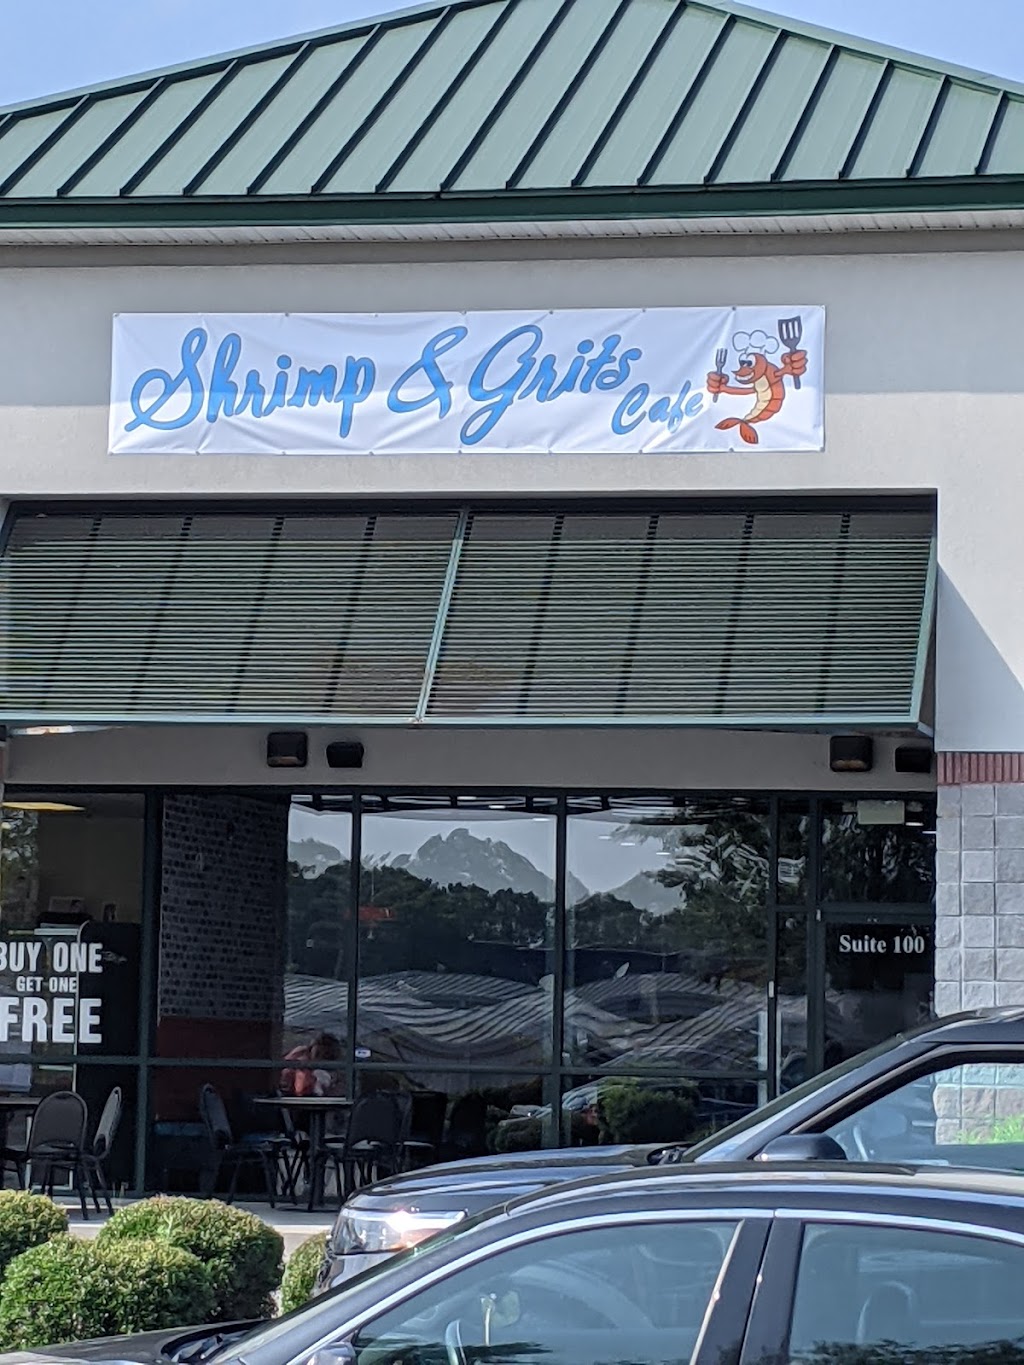 Shrimp & Grits
Cafe
BUY ONE
GET ONE
FREE
Suite 100